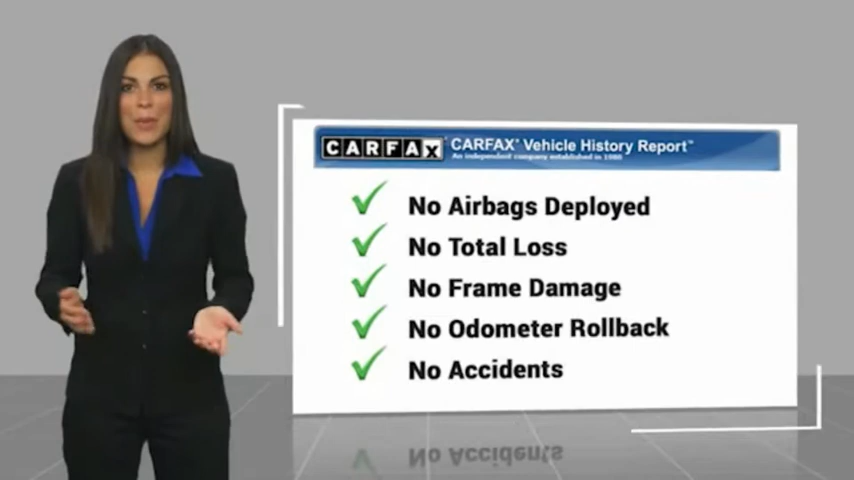 CARFAX CARFAX® Vehicle History Report™
An independent company established in 1986
No Airbags Deployed
No Total Loss
No Frame Damage
No Odometer Rollback
No Accidents
No Accidents